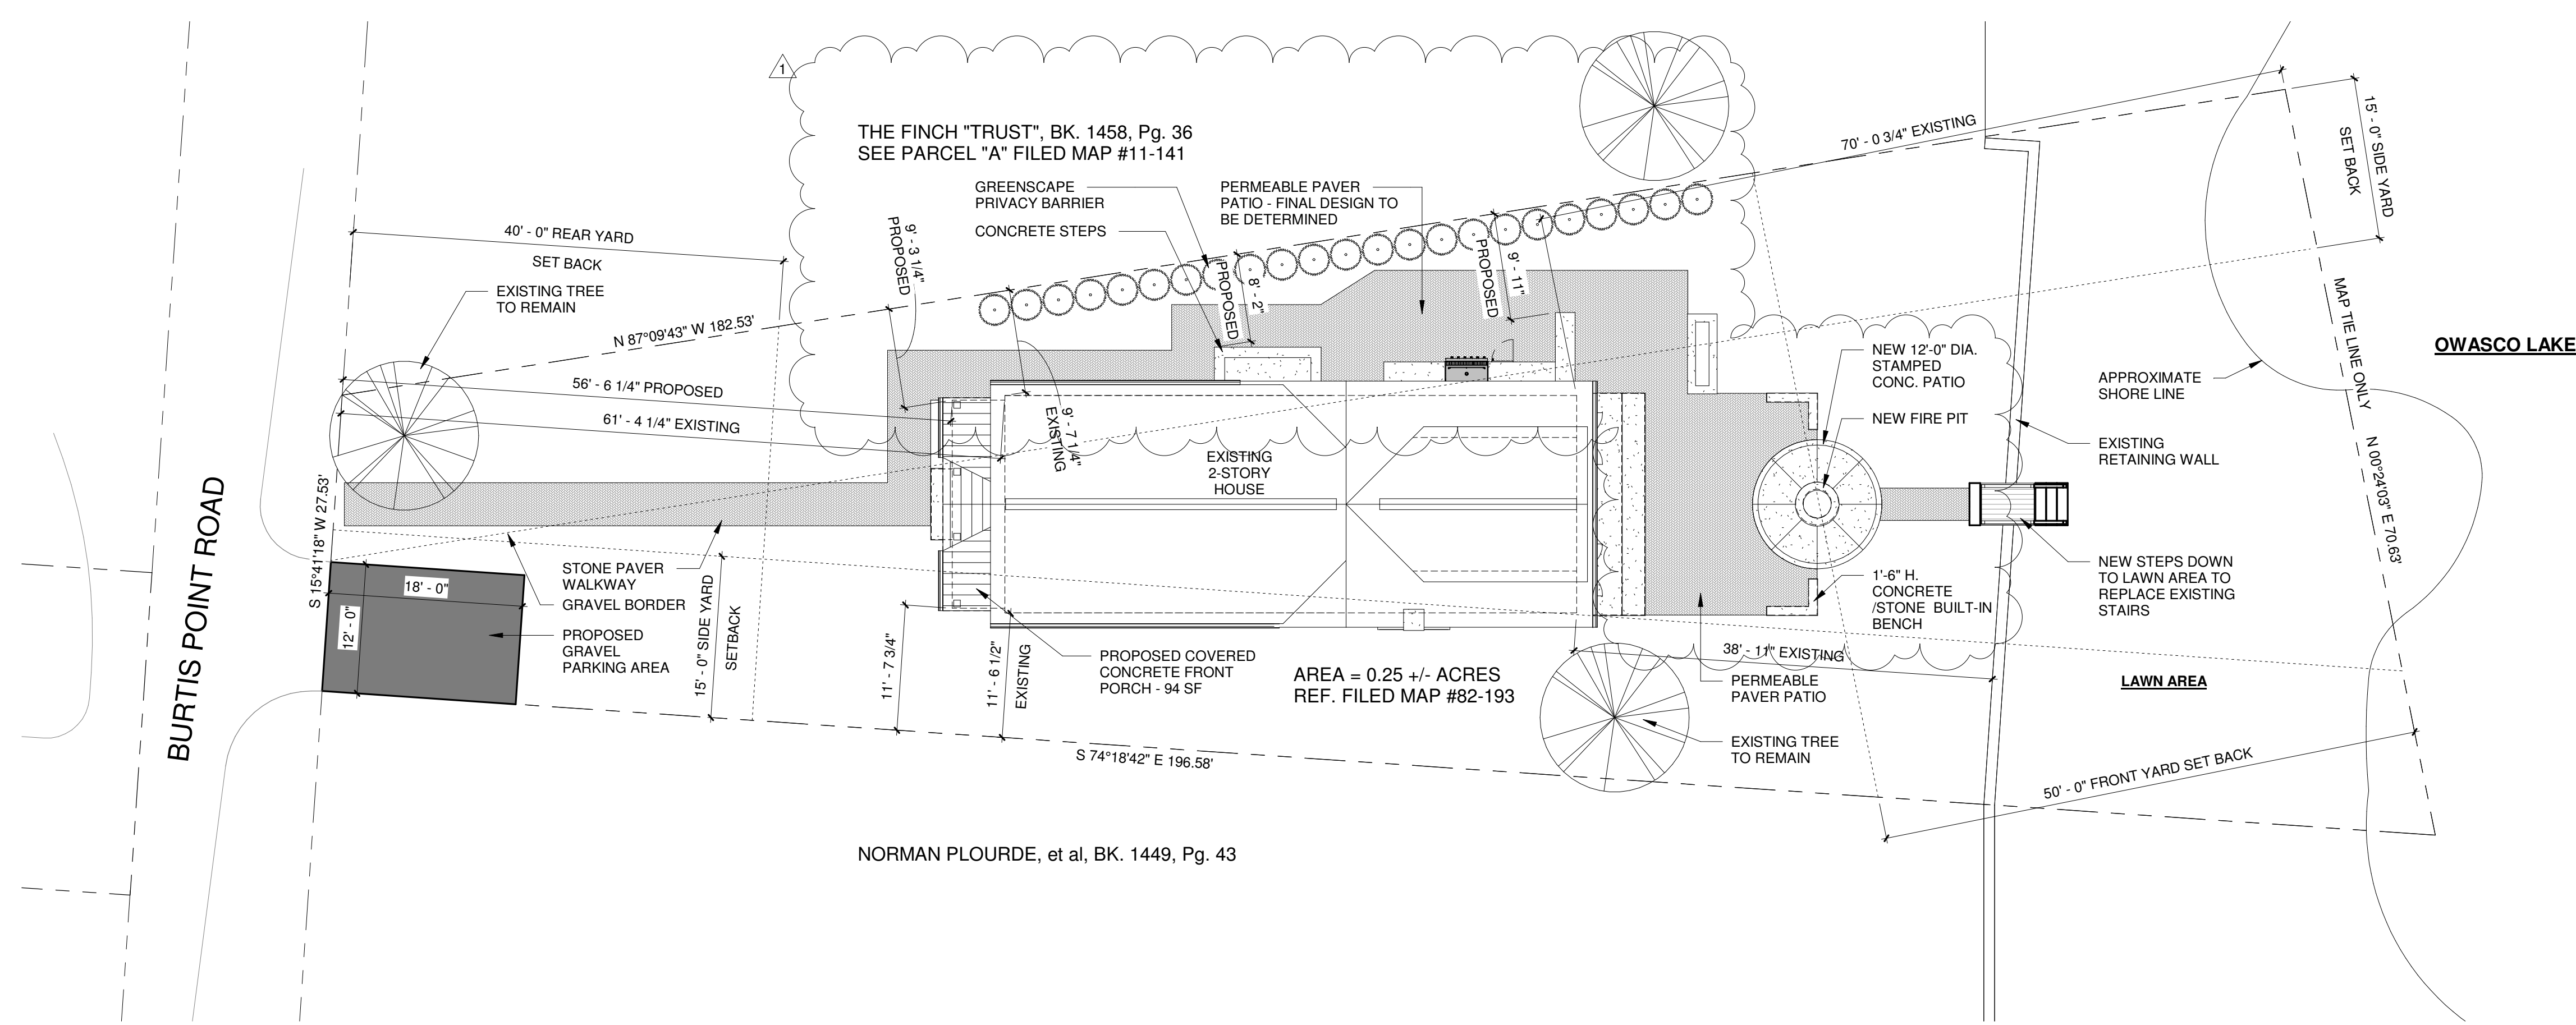 1
THE FINCH "TRUST", BK. 1458, Pg. 36
SEE PARCEL "A" FILED MAP #11-141
GREENSCAPE
PRIVACY BARRIER
CONCRETE STEPS
PERMEABLE PAVER
PATIO - FINAL DESIGN TO
BE DETERMINED
70' - 0 3/4" EXISTING
15' - 0" SIDE YARD
SET BACK
40' - 0" REAR YARD
SET BACK
EXISTING TREE
TO REMAIN
N 87°09'43" W 182.53'
9' - 3 1/4"
PROPOSED
8' - 2"
PROPOSED
9' - 11"
PROPOSED
56' - 6 1/4" PROPOSED
61' - 4 1/4" EXISTING
9' - 7 1/4"
EXISTING
EXISTING
2-STORY
HOUSE
NEW 12'-0" DIA.
STAMPED
CONC. PATIO
NEW FIRE PIT
APPROXIMATE
SHORE LINE
EXISTING
RETAINING WALL
OWASCO LAKE
MAP TIE LINE ONLY
N 00°24'03" E 70.63'
BURTIS POINT ROAD
S 15°41'18" W 27.53'
18' - 0"
12' - 0"
STONE PAVER
WALKWAY
GRAVEL BORDER
PROPOSED
GRAVEL
PARKING AREA
15' - 0" SIDE YARD
SETBACK
11' - 7 3/4"
11' - 6 1/2"
EXISTING
PROPOSED COVERED
CONCRETE FRONT
PORCH - 94 SF
AREA = 0.25 +/- ACRES
REF. FILED MAP #82-193
38' - 11" EXISTING
PERMEABLE
PAVER PATIO
1'-6" H.
CONCRETE
/STONE BUILT-IN
BENCH
NEW STEPS DOWN
TO LAWN AREA TO
REPLACE EXISTING
STAIRS
LAWN AREA
EXISTING TREE
TO REMAIN
50' - 0" FRONT YARD SET BACK
S 74°18'42" E 196.58'
NORMAN PLOURDE, et al, BK. 1449, Pg. 43